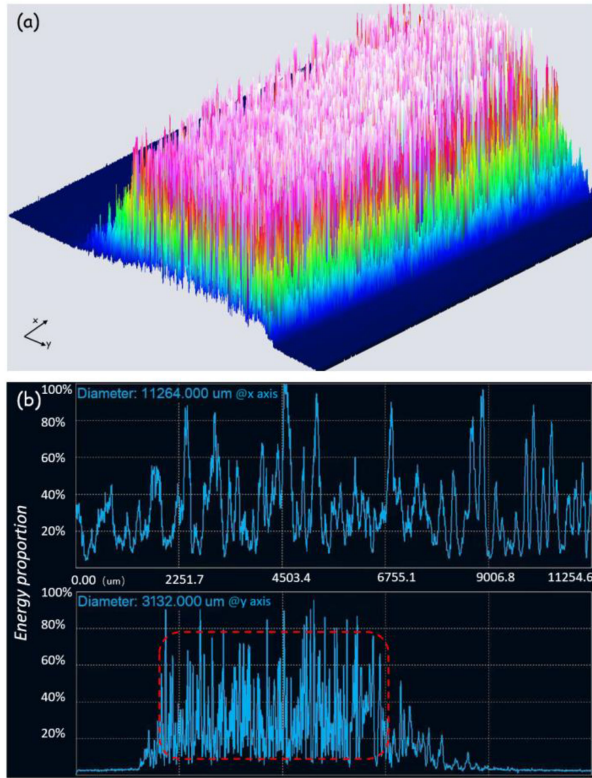 (a)
x
y
(b)
100%
Diameter: 11264.000 um @x axis
80%
60%
40%
20%
0.00 (um) 2251.7 4503.4 6755.1 9006.8 11254.6
Energy proportion
100%
Diameter: 3132.000 um @y axis
80%
60%
40%
20%